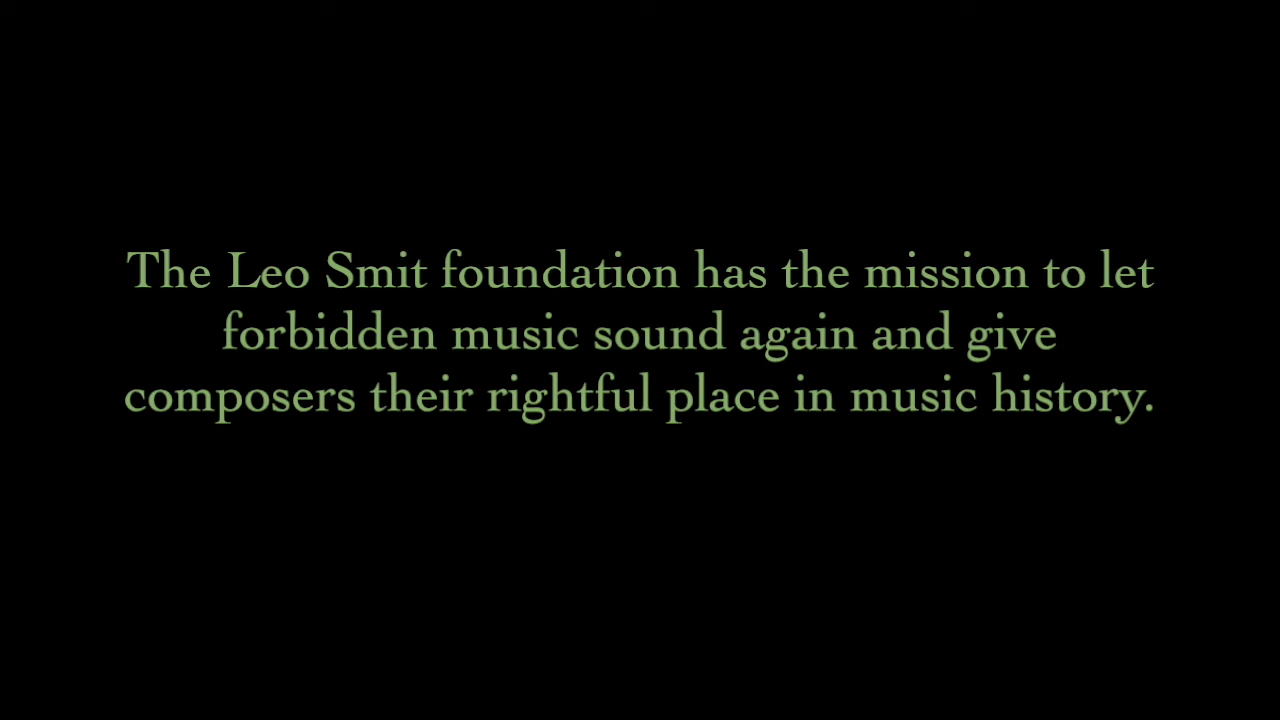 The Leo Smit foundation has the mission to let
forbidden music sound again and give
composers their rightful place in music history.